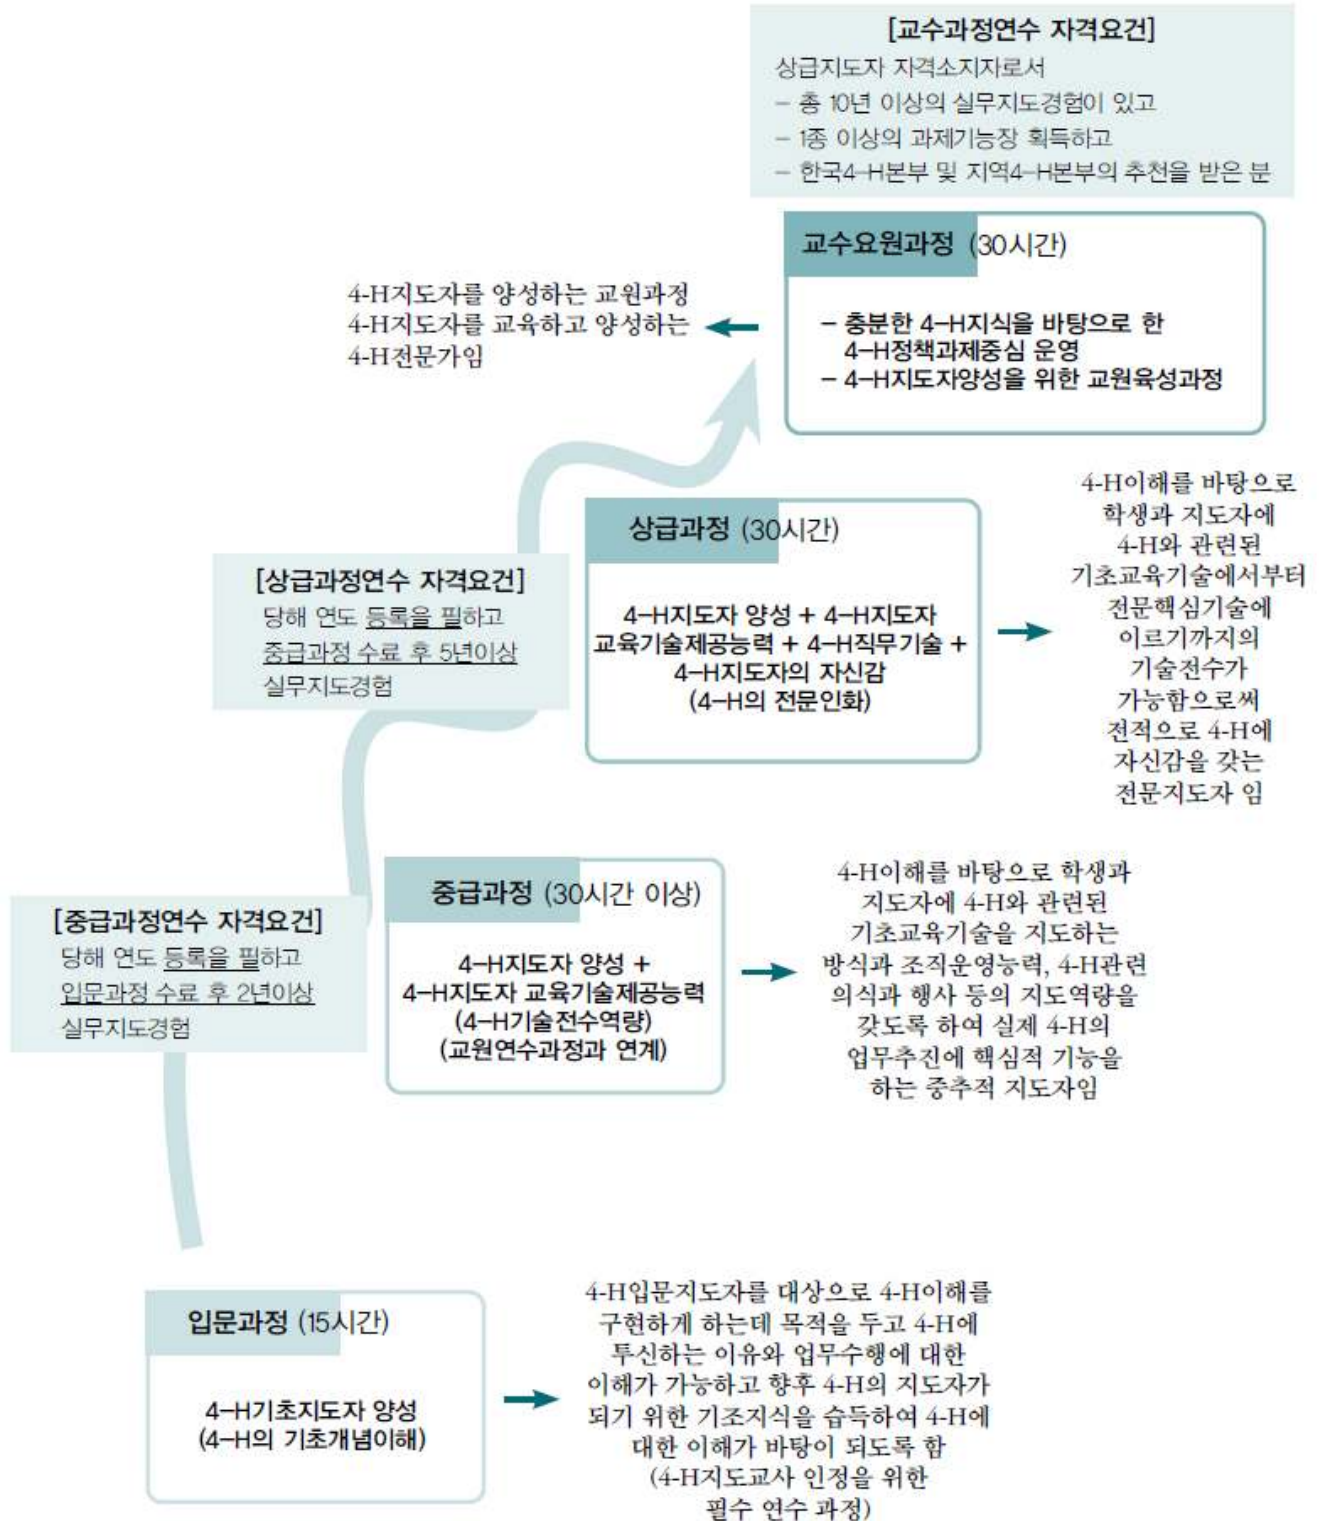 [교수과정연수 자격요건]
상급지도자 자격소지자로서
– 총 10년 이상의 실무지도경험이 있고
– 1종 이상의 과제기능장 획득하고
– 한국4–H본부 및 지역4–H본부의 추천을 받은 분
교수요원과정 (30시간)
– 충분한 4–H지식을 바탕으로 한
4–H정책과제중심 운영
– 4–H지도자양성을 위한 교원육성과정
4-H지도자를 양성하는 교원과정
4-H지도자를 교육하고 양성하는
4-H전문가임
상급과정 (30시간)
4–H지도자 양성 + 4–H지도자
교육기술제공능력 + 4–H직무기술 +
4–H지도자의 자신감
(4–H의 전문인화)
4-H이해를 바탕으로
학생과 지도자에
4-H와 관련된
기초교육기술에서부터
전문핵심기술에
이르기까지의
기술전수가
가능함으로써
전적으로 4-H에
자신감을 갖는
전문지도자 임
[상급과정연수 자격요건]
당해 연도 등록을 필하고
중급과정 수료 후 5년이상
실무지도경험
중급과정 (30시간 이상)
4–H지도자 양성 +
4–H지도자 교육기술제공능력
(4–H기술전수역량)
(교원연수과정과 연계)
4-H이해를 바탕으로 학생과
지도자에 4-H와 관련된
기초교육기술을 지도하는
방식과 조직운영능력, 4-H관련
의식과 행사 등의 지도역량을
갖도록 하여 실제 4-H의
업무추진에 핵심적 기능을
하는 중추적 지도자임
[중급과정연수 자격요건]
당해 연도 등록을 필하고
입문과정 수료 후 2년이상
실무지도경험
입문과정 (15시간)
4–H기초지도자 양성
(4–H의 기초개념이해)
4-H입문지도자를 대상으로 4-H이해를
구현하게 하는데 목적을 두고 4-H에
투신하는 이유와 업무수행에 대한
이해가 가능하고 향후 4-H의 지도자가
되기 위한 기조지식을 습득하여 4-H에
대한 이해가 바탕이 되도록 함
(4-H지도교사 인정을 위한
필수 연수 과정)